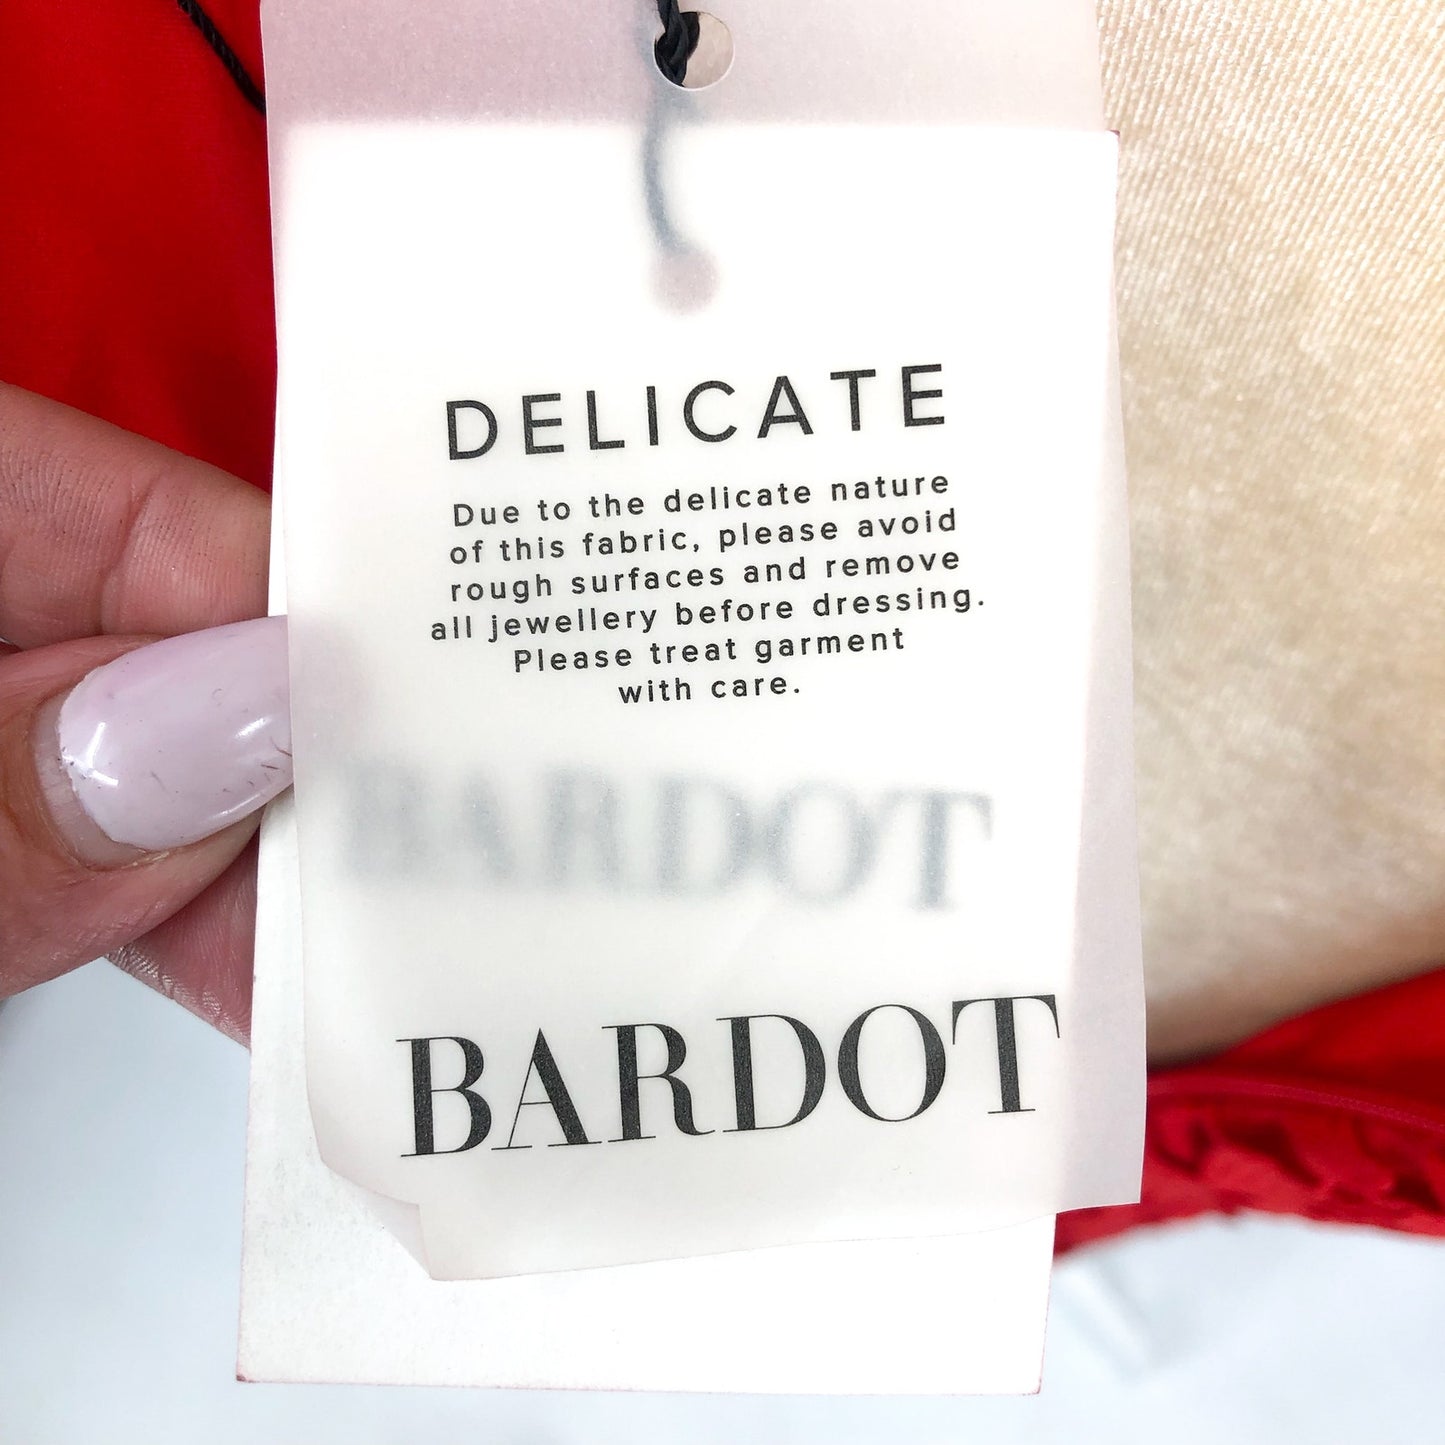 DELICATE
Due to the delicate nature
of this fabric, please avoid
rough surfaces and remove
all jewellery before dressing.
Please treat garment
with care.
BARDOT
BARDOT